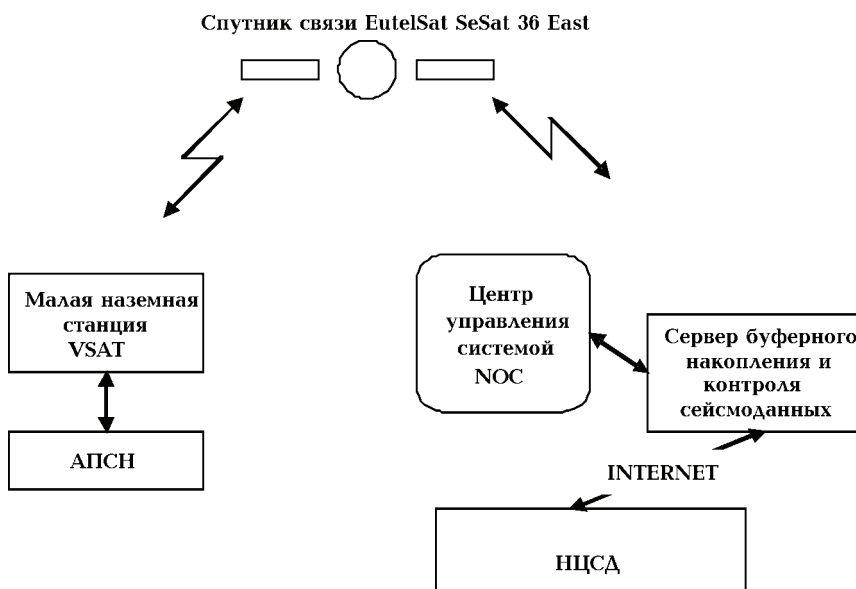 Спутник связи EutelSat SeSat 36 East
Малая наземная
станция
VSAT
АПСН
Центр
управления
системой
NOC
Сервер буферного
накопления и
контроля
сейсмоданных
INTERNET
НЦСД